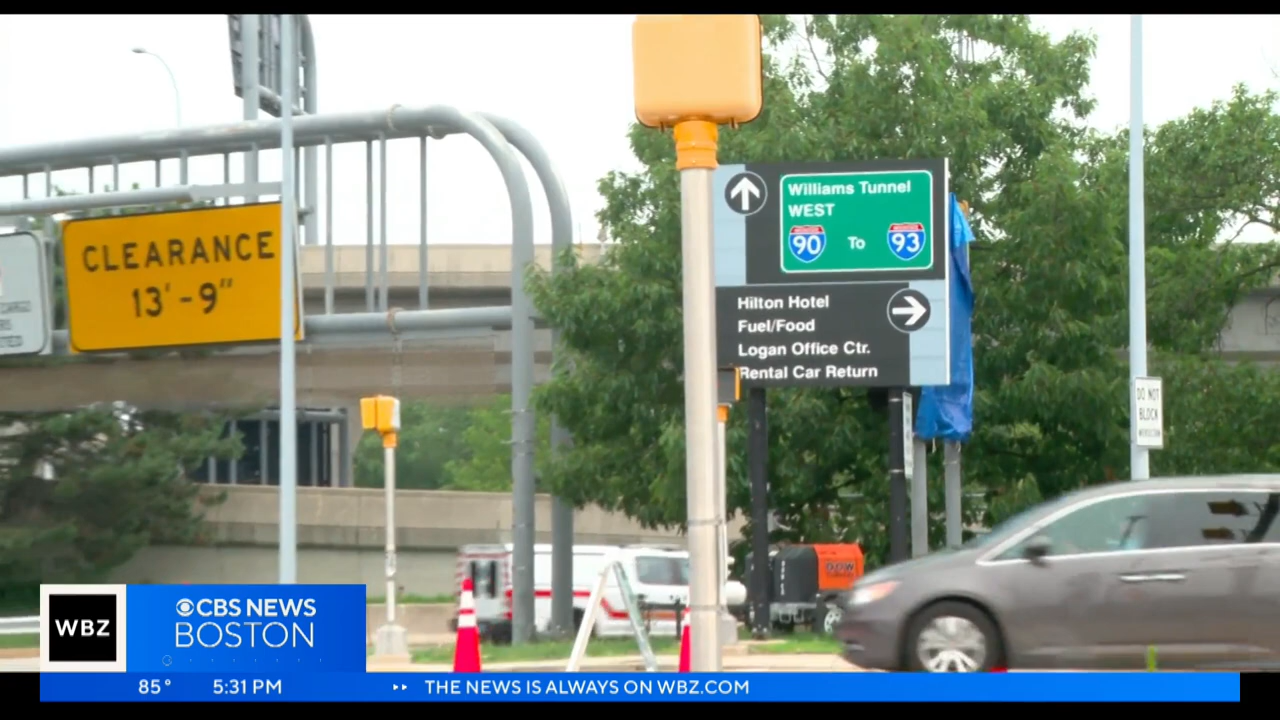 CLEARANCE
13'-9"
Williams Tunnel
WEST
90 To 93
Hilton Hotel
Fuel/Food
Logan Office Ctr.
Rental Car Return
DO NOT
BLOCK
WBZ
CBS NEWS
BOSTON
85° 5:31 PM THE NEWS IS ALWAYS ON WBZ.COM